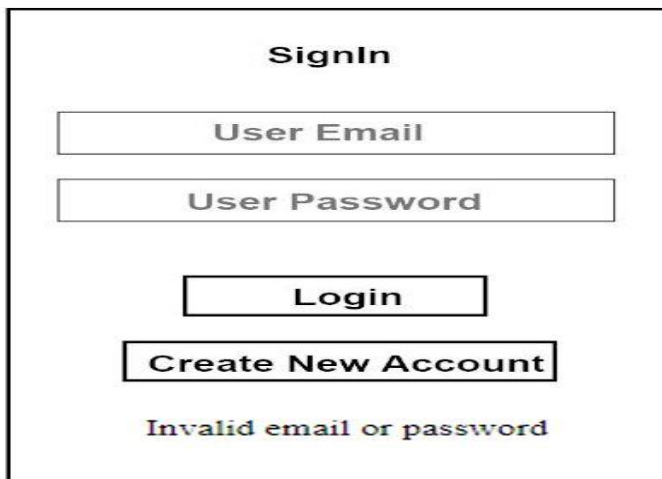 SignIn
User Email
User Password
Login
Create New Account
Invalid email or password